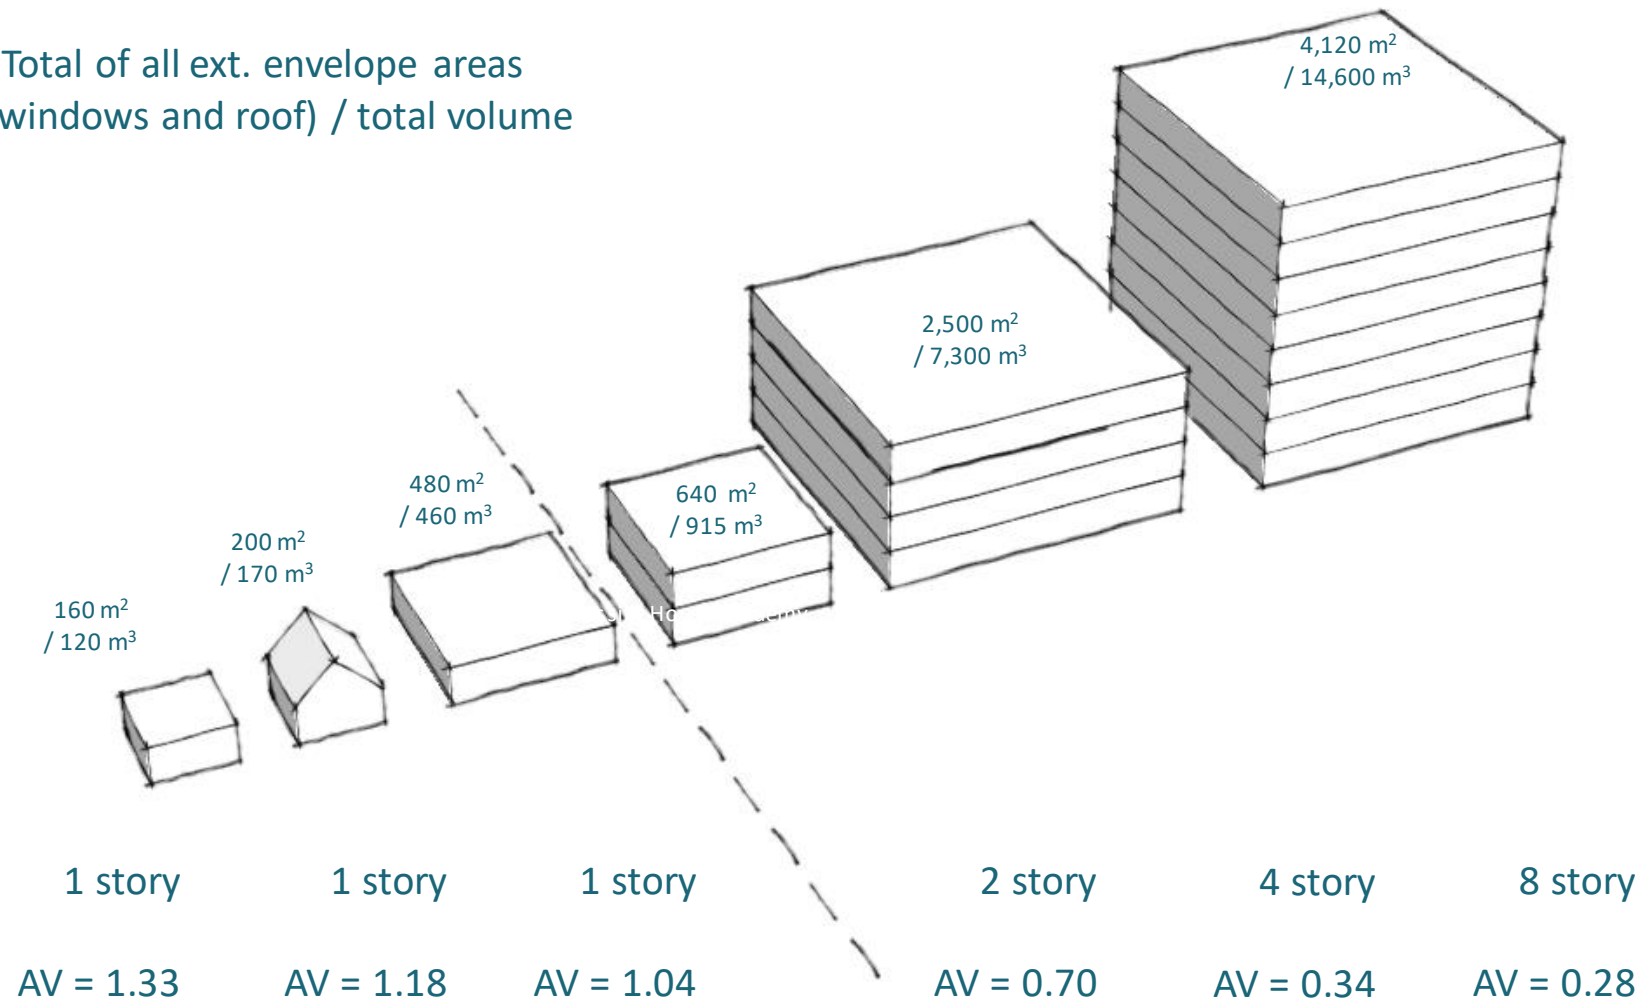 Total of all ext. envelope areas
windows and roof) / total volume
4,120 m²
/ 14,600 m³
2,500 m²
/ 7,300 m³
640 m²
/ 915 m³
480 m²
/ 460 m³
200 m²
/ 170 m³
160 m²
/ 120 m³
1 story 1 story 1 story 2 story 4 story 8 story
AV = 1.33 AV = 1.18 AV = 1.04 AV = 0.70 AV = 0.34 AV = 0.28